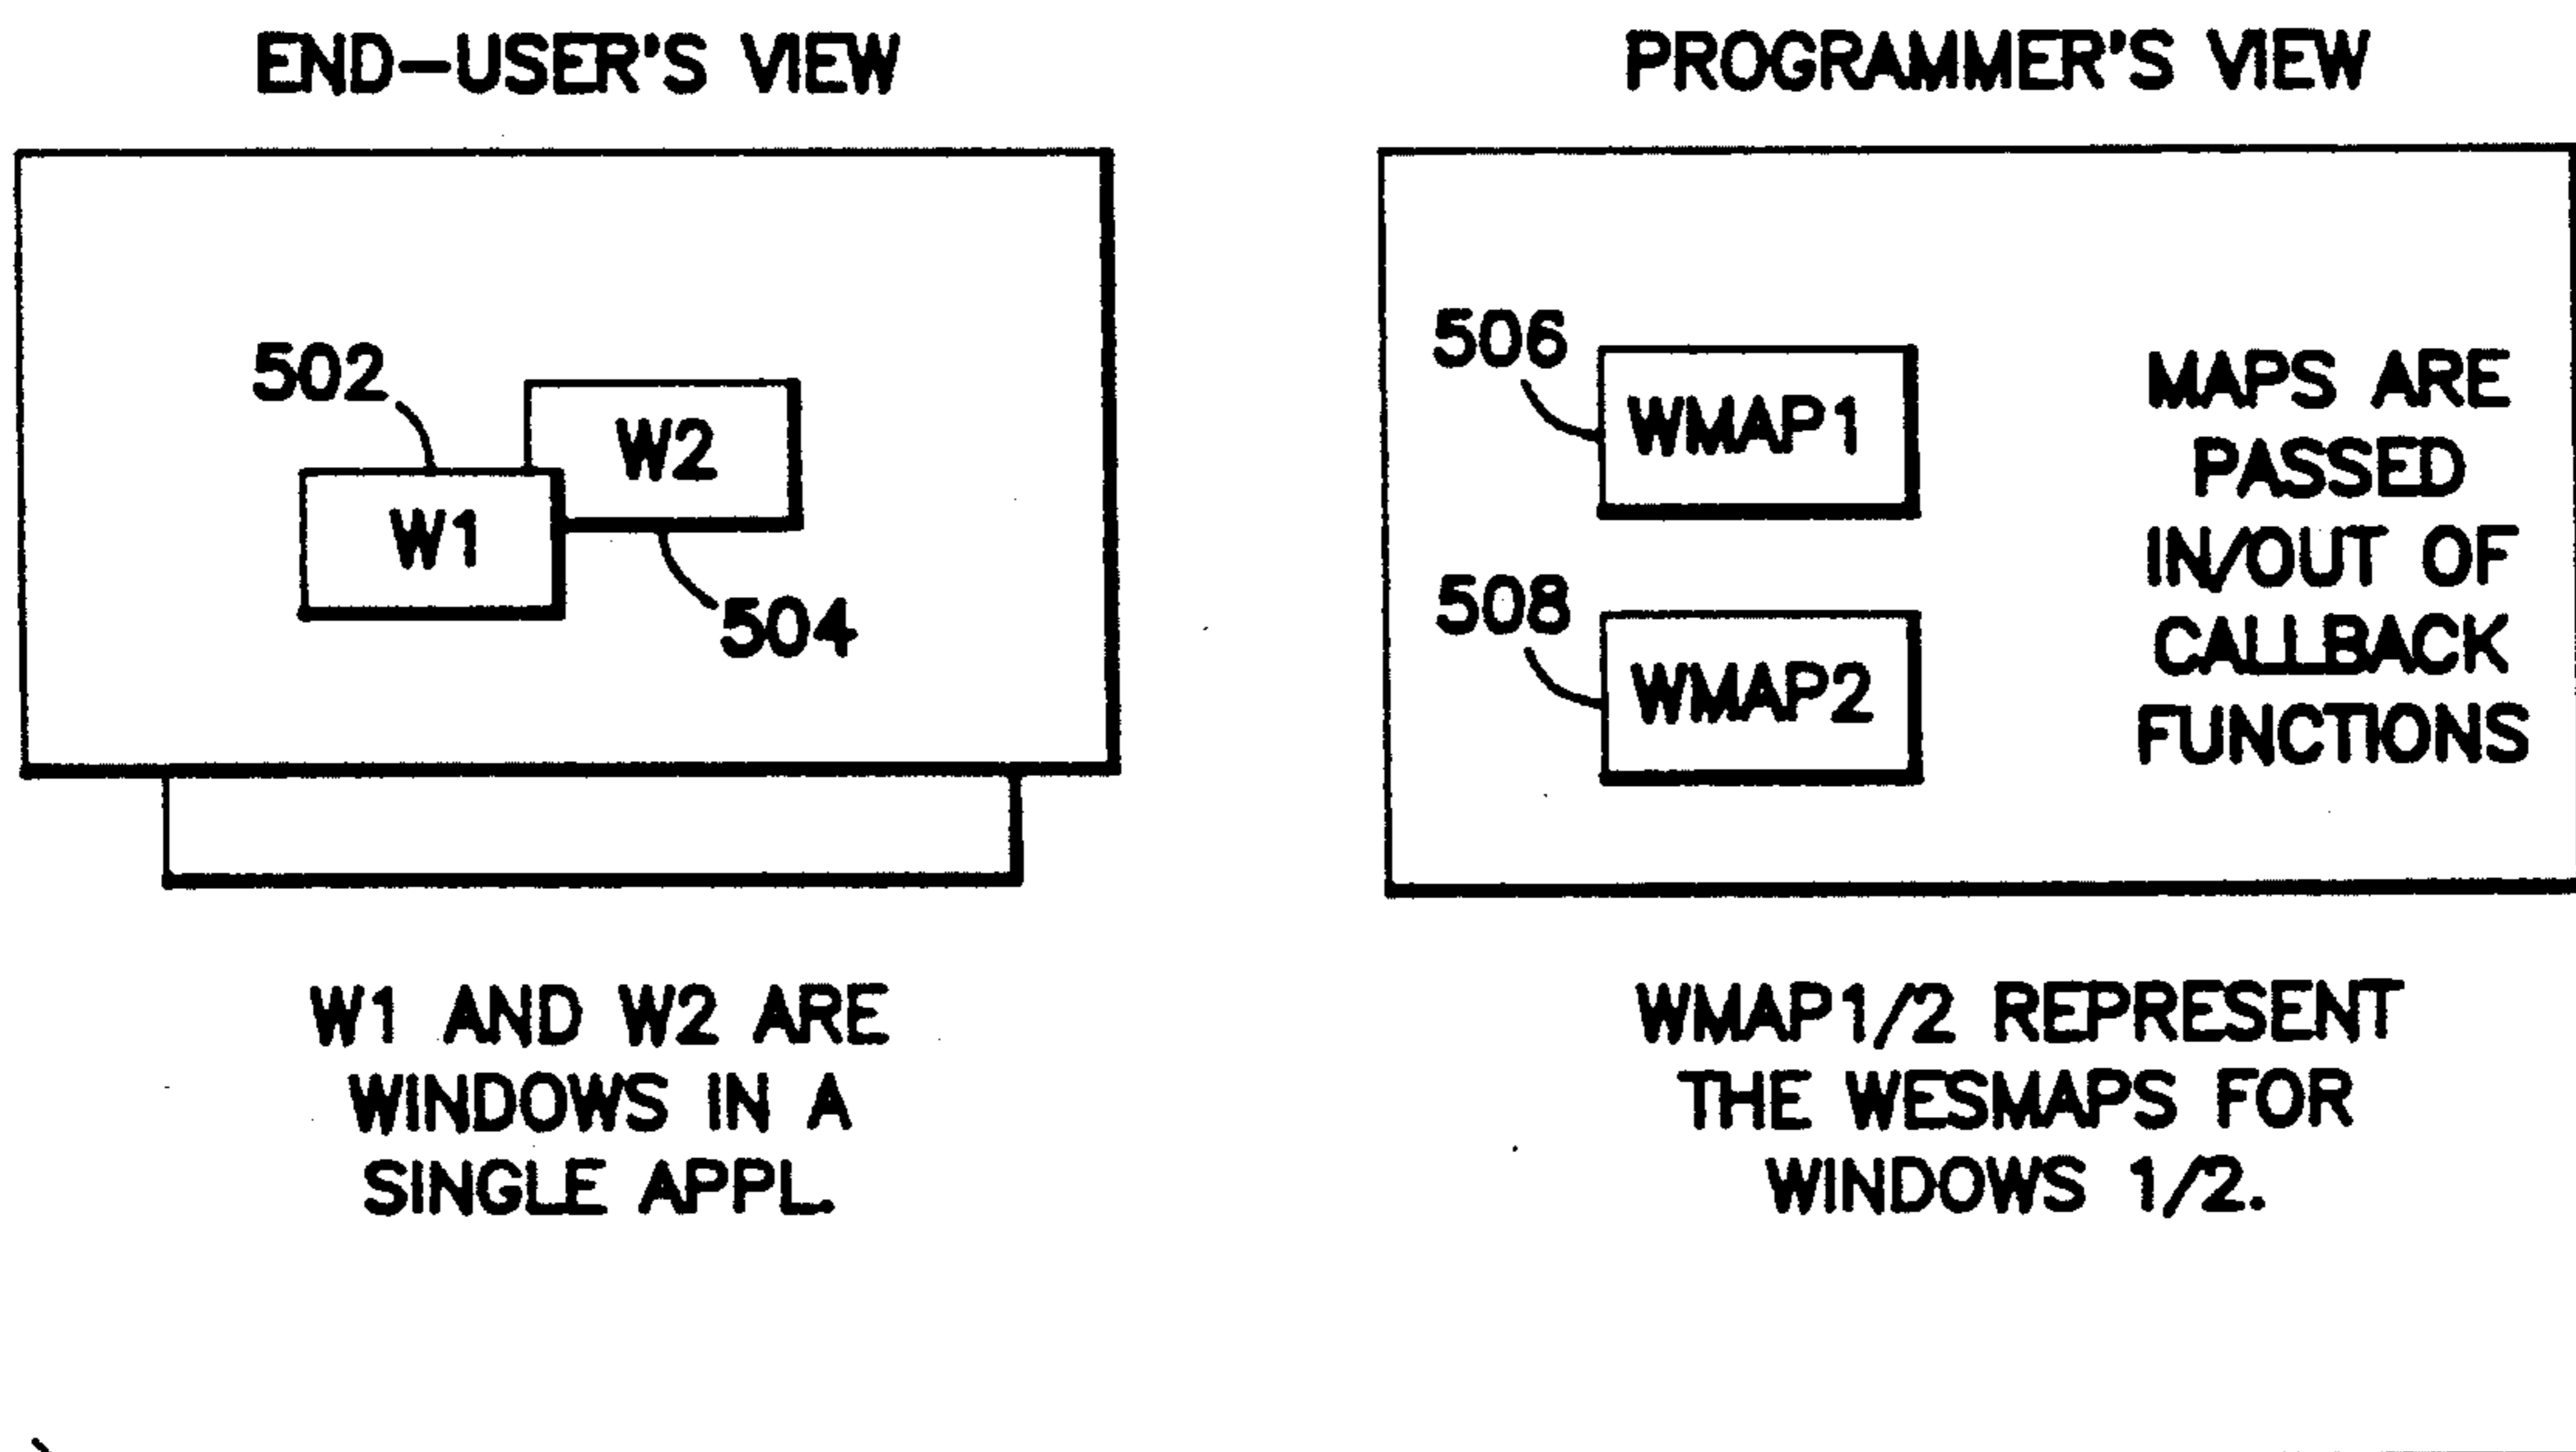 END-USER'S VIEW
502
W2
W1
504
W1 AND W2 ARE
WINDOWS IN A
SINGLE APPL.
PROGRAMMER'S VIEW
506
WMAP1
508
WMAP2
MAPS ARE
PASSED
IN/OUT OF
CALLBACK
FUNCTIONS
WMAP1/2 REPRESENT
THE WESMAPS FOR
WINDOWS 1/2.